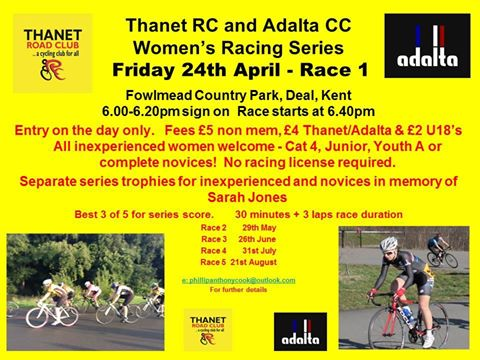 THANET
ROAD CLUB
...a cycling club for all
Thanet RC and Adalta CC
Women's Racing Series
Friday 24th April - Race 1
adalta
Fowlmead Country Park, Deal, Kent
6.00-6.20pm sign on Race starts at 6.40pm
Entry on the day only. Fees £5 non mem, £4 Thanet/Adalta & £2 U18's
All inexperienced women welcome - Cat 4, Junior, Youth A or
complete novices! No racing license required.
Separate series trophies for inexperienced and novices in memory of
Sarah Jones
Best 3 of 5 for series score. 30 minutes + 3 laps race duration
Race 2 29th May
Race 3 26th June
Race 4 31st July
Race 5 21st August
e: phillipanthonycook@outlook.com
For further details
THANET
ROAD CLUB
...a cycling club for all
adalta